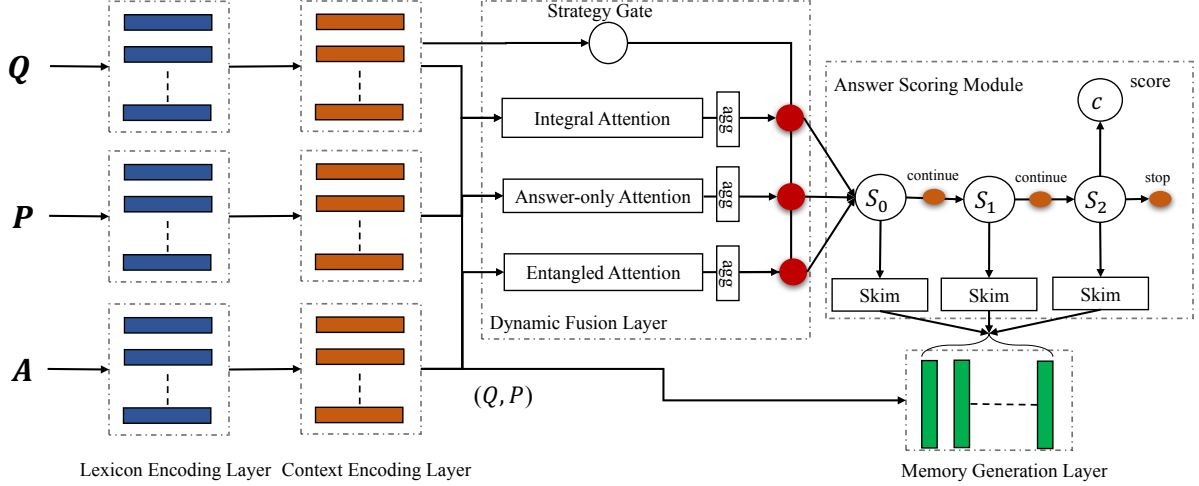 Strategy Gate
Q
P
A
Integral Attention
agg
Answer-only Attention
agg
Entangled Attention
agg
Dynamic Fusion Layer
Answer Scoring Module
score
c
S₀
continue
S₁
continue
S₂
stop
Skim
Skim
Skim
(Q, P)
Lexicon Encoding Layer
Context Encoding Layer
Memory Generation Layer